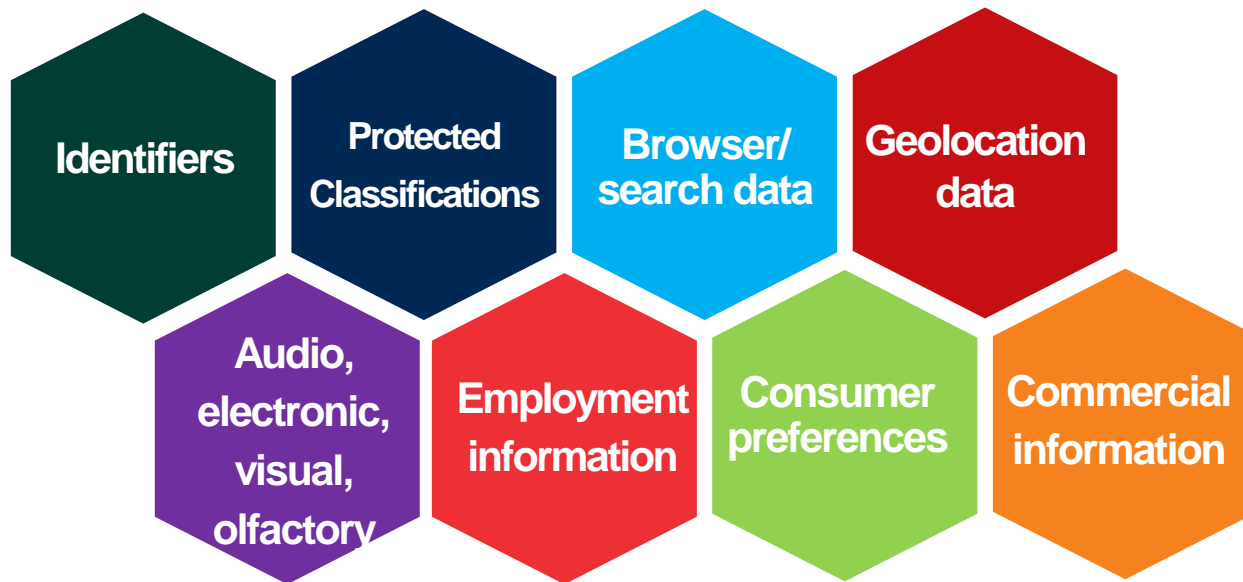 Identifiers
Protected
Classifications
Browser/
search data
Geolocation
data
Audio,
electronic,
visual,
olfactory
Employment
information
Consumer
preferences
Commercial
information